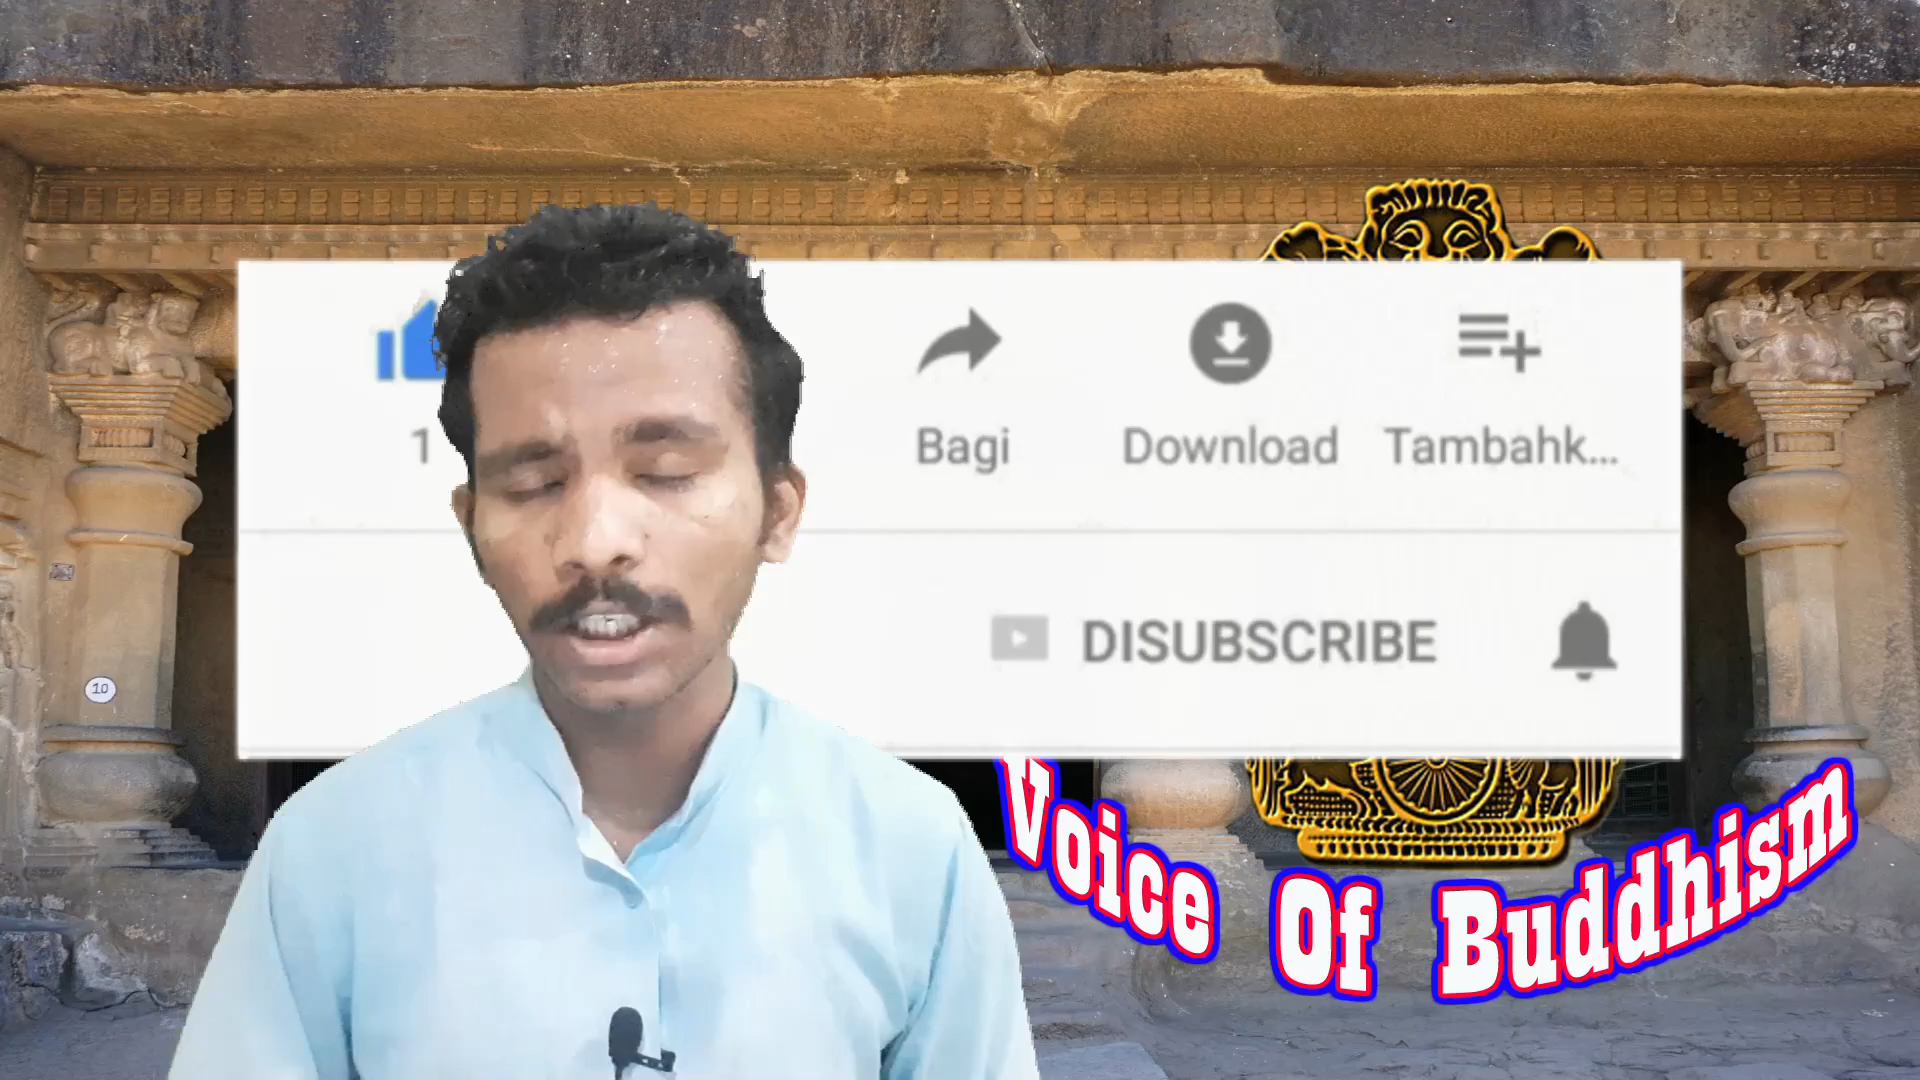 1
Bagi
Download
Tambahk...
DISUBSCRIBE
10
Voice Of Buddhism